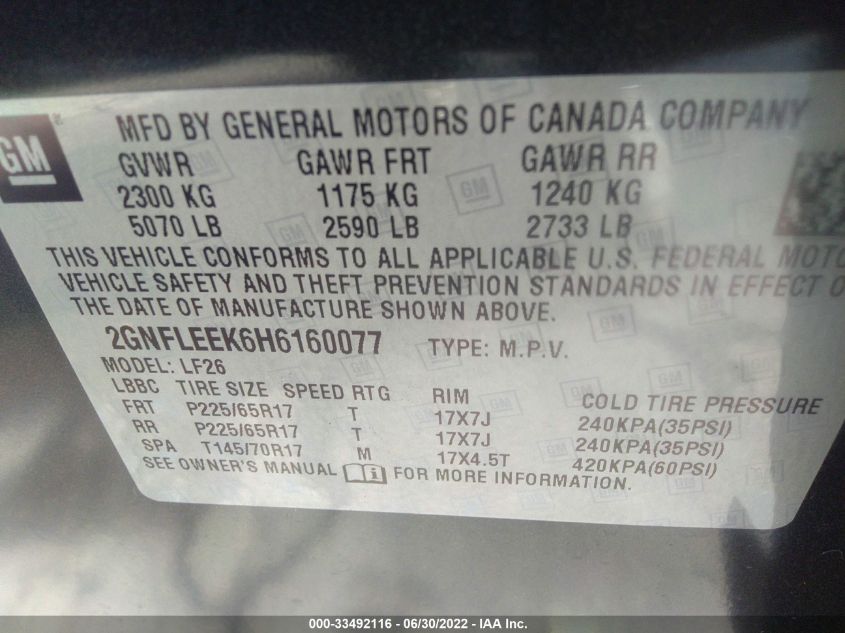 GM
MFD BY GENERAL MOTORS OF CANADA COMPANY
GVWR GAWR FRT GAWR RR
2300 KG 1175 KG 1240 KG
5070 LB 2590 LB 2733 LB
THIS VEHICLE CONFORMS TO ALL APPLICABLE U.S. FEDERAL MOTO
VEHICLE SAFETY AND THEFT PREVENTION STANDARDS IN EFFECT O
THE DATE OF MANUFACTURE SHOWN ABOVE.
2GNFLEEK6H6160077 TYPE: M.P.V.
MODEL: LF26
LBBC TIRE SIZE SPEED RTG RIM COLD TIRE PRESSURE
FRT P225/65R17 T 17X7J 240KPA(35PSI)
RR P225/65R17 T 17X7J 240KPA(35PSI)
SPA T145/70R17 M 17X4.5T 420KPA(60PSI)
SEE OWNER'S MANUAL FOR MORE INFORMATION.
000-33492116 - 06/30/2022 - IAA Inc.